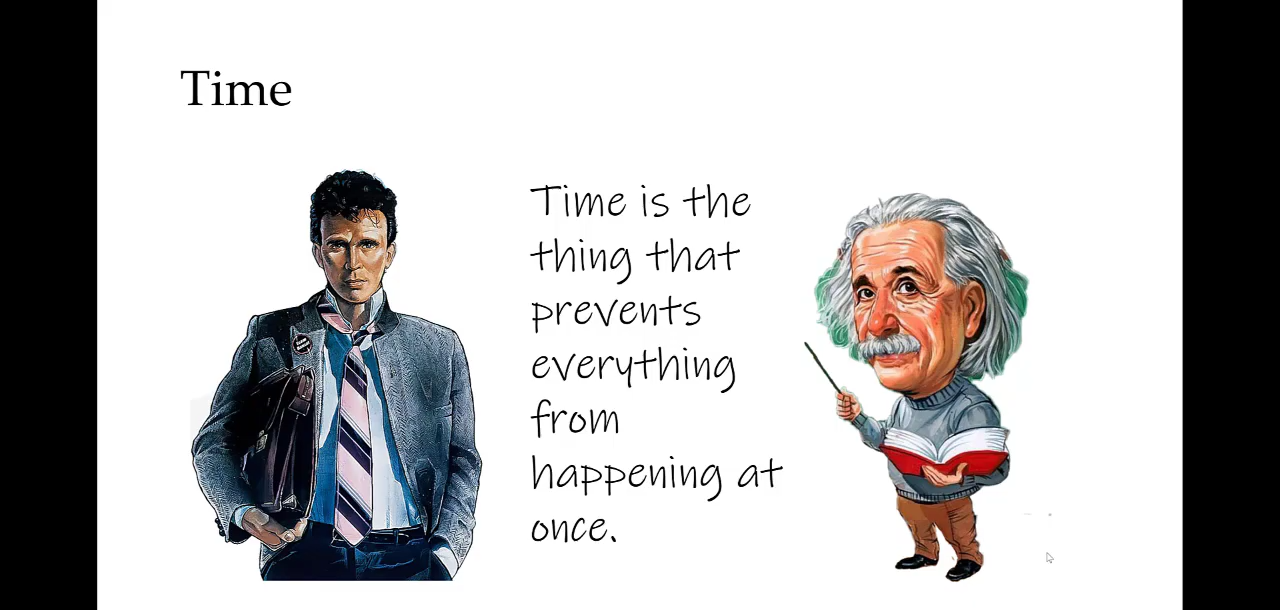 Time
Time is the
thing that
prevents
everything
from
happening at
once.